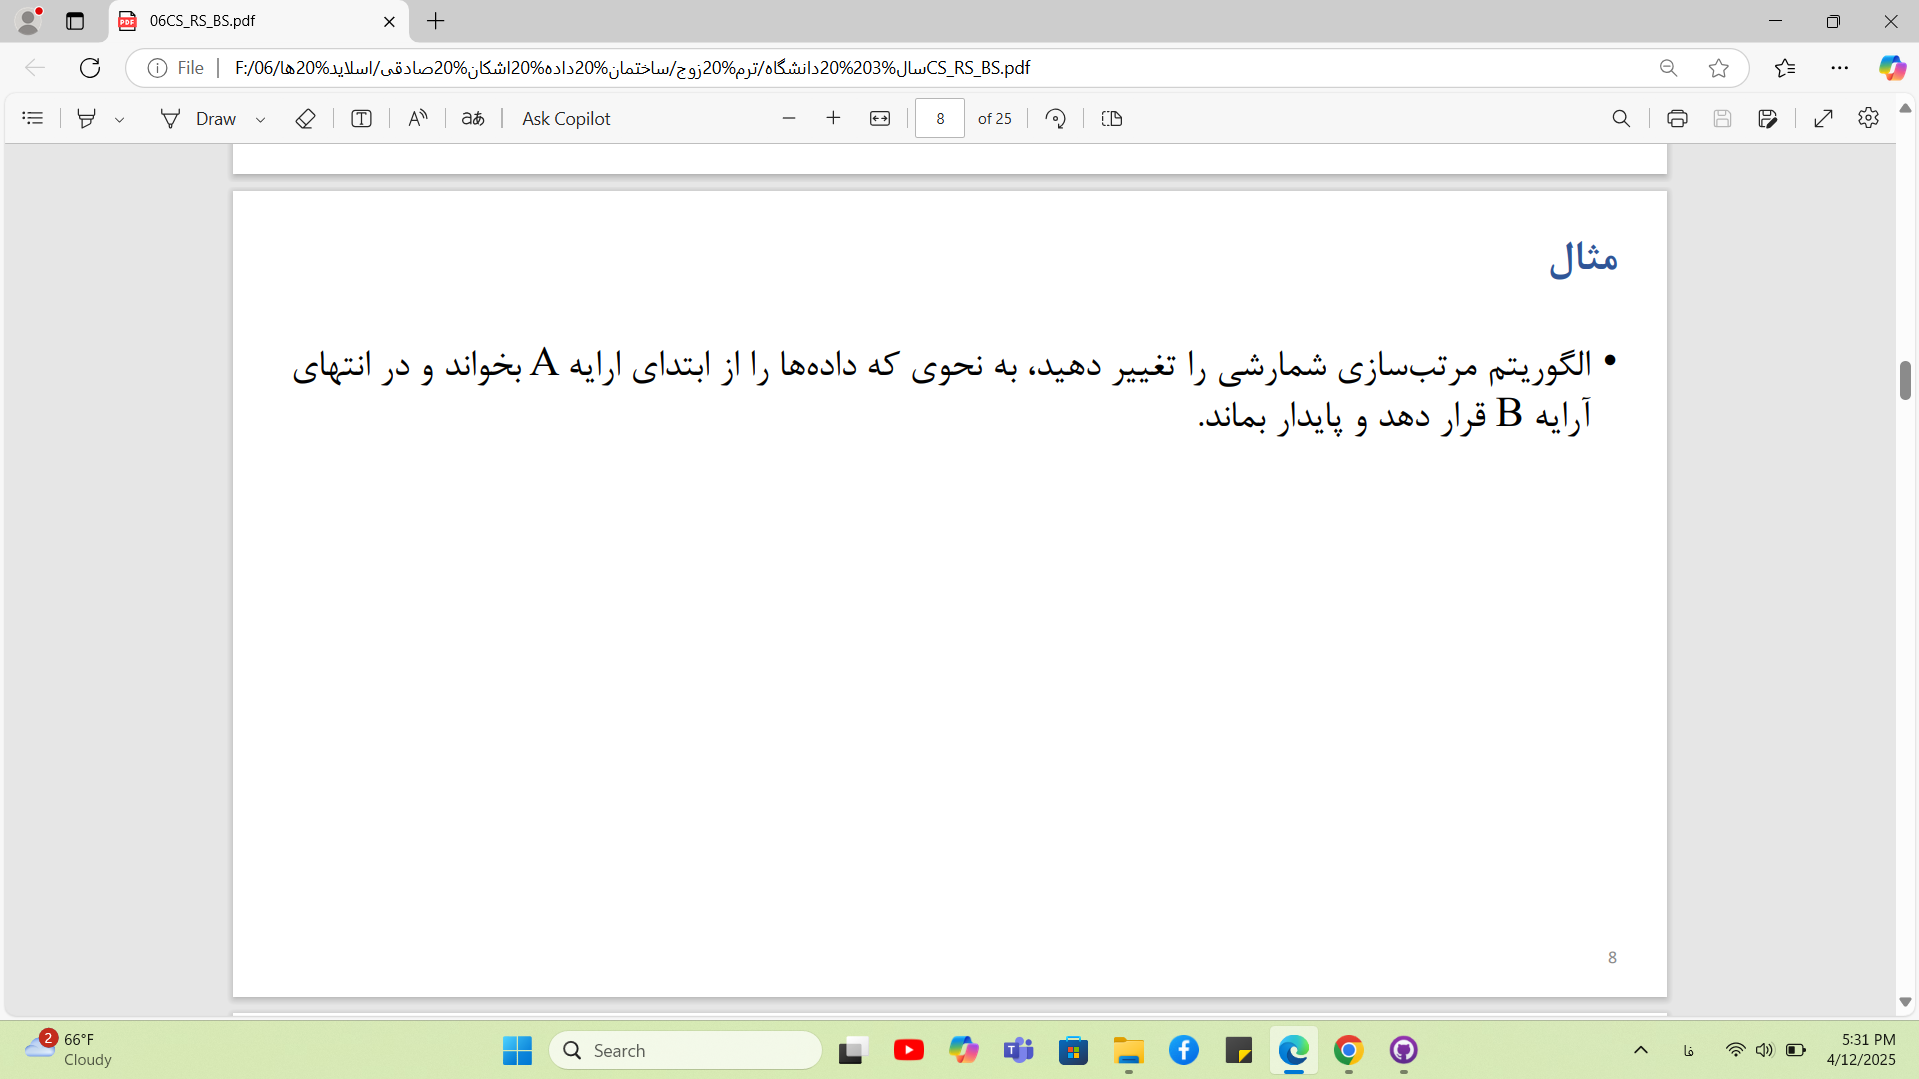 06CS_RS_BS.pdf
File
F:/06/سال%203%20دانشگاه/ترم%20زوج/ساختمان%20داده%20اشکان%20صادقی/اسلاید%20هاCS_RS_BS.pdf
Draw
Ask Copilot
8 of 25
مثال
• الگوریتم مرتب‌سازی شمارشی را تغییر دهید، به نحوی که داده‌ها را از ابتدای ارایه A بخواند و در انتهای
آرایه B قرار دهد و پایدار بماند.
8
2
66°F
Cloudy
Search
فا
5:31 PM
4/12/2025